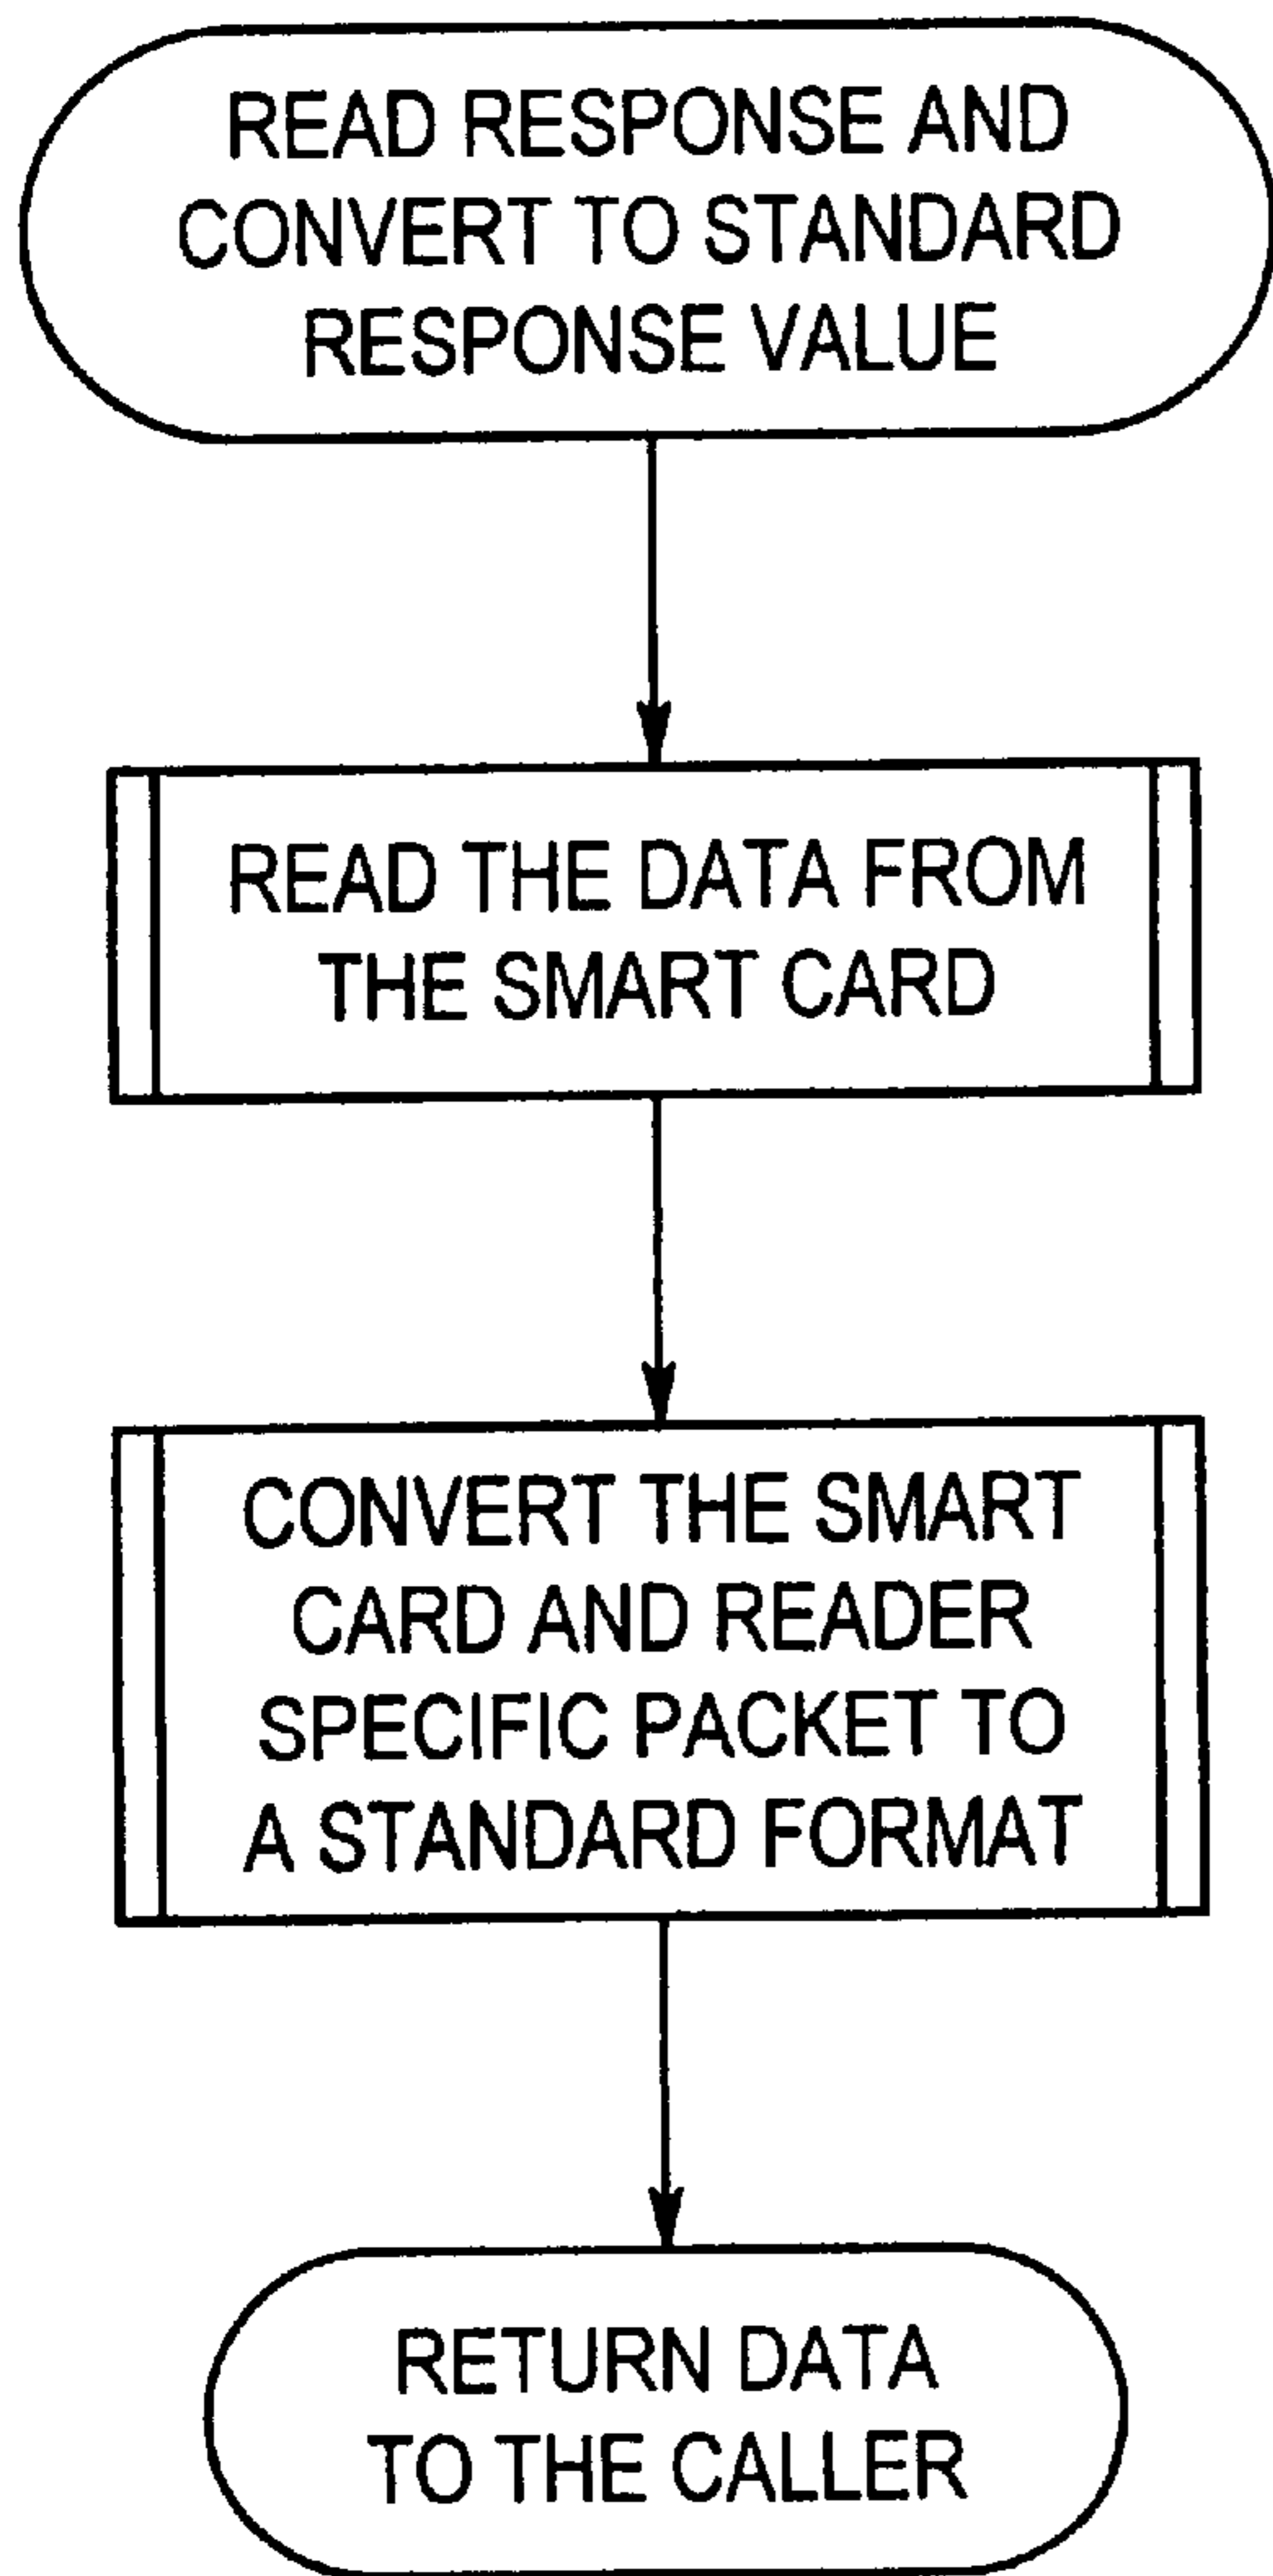 READ RESPONSE AND
CONVERT TO STANDARD
RESPONSE VALUE
READ THE DATA FROM
THE SMART CARD
CONVERT THE SMART
CARD AND READER
SPECIFIC PACKET TO
A STANDARD FORMAT
RETURN DATA
TO THE CALLER